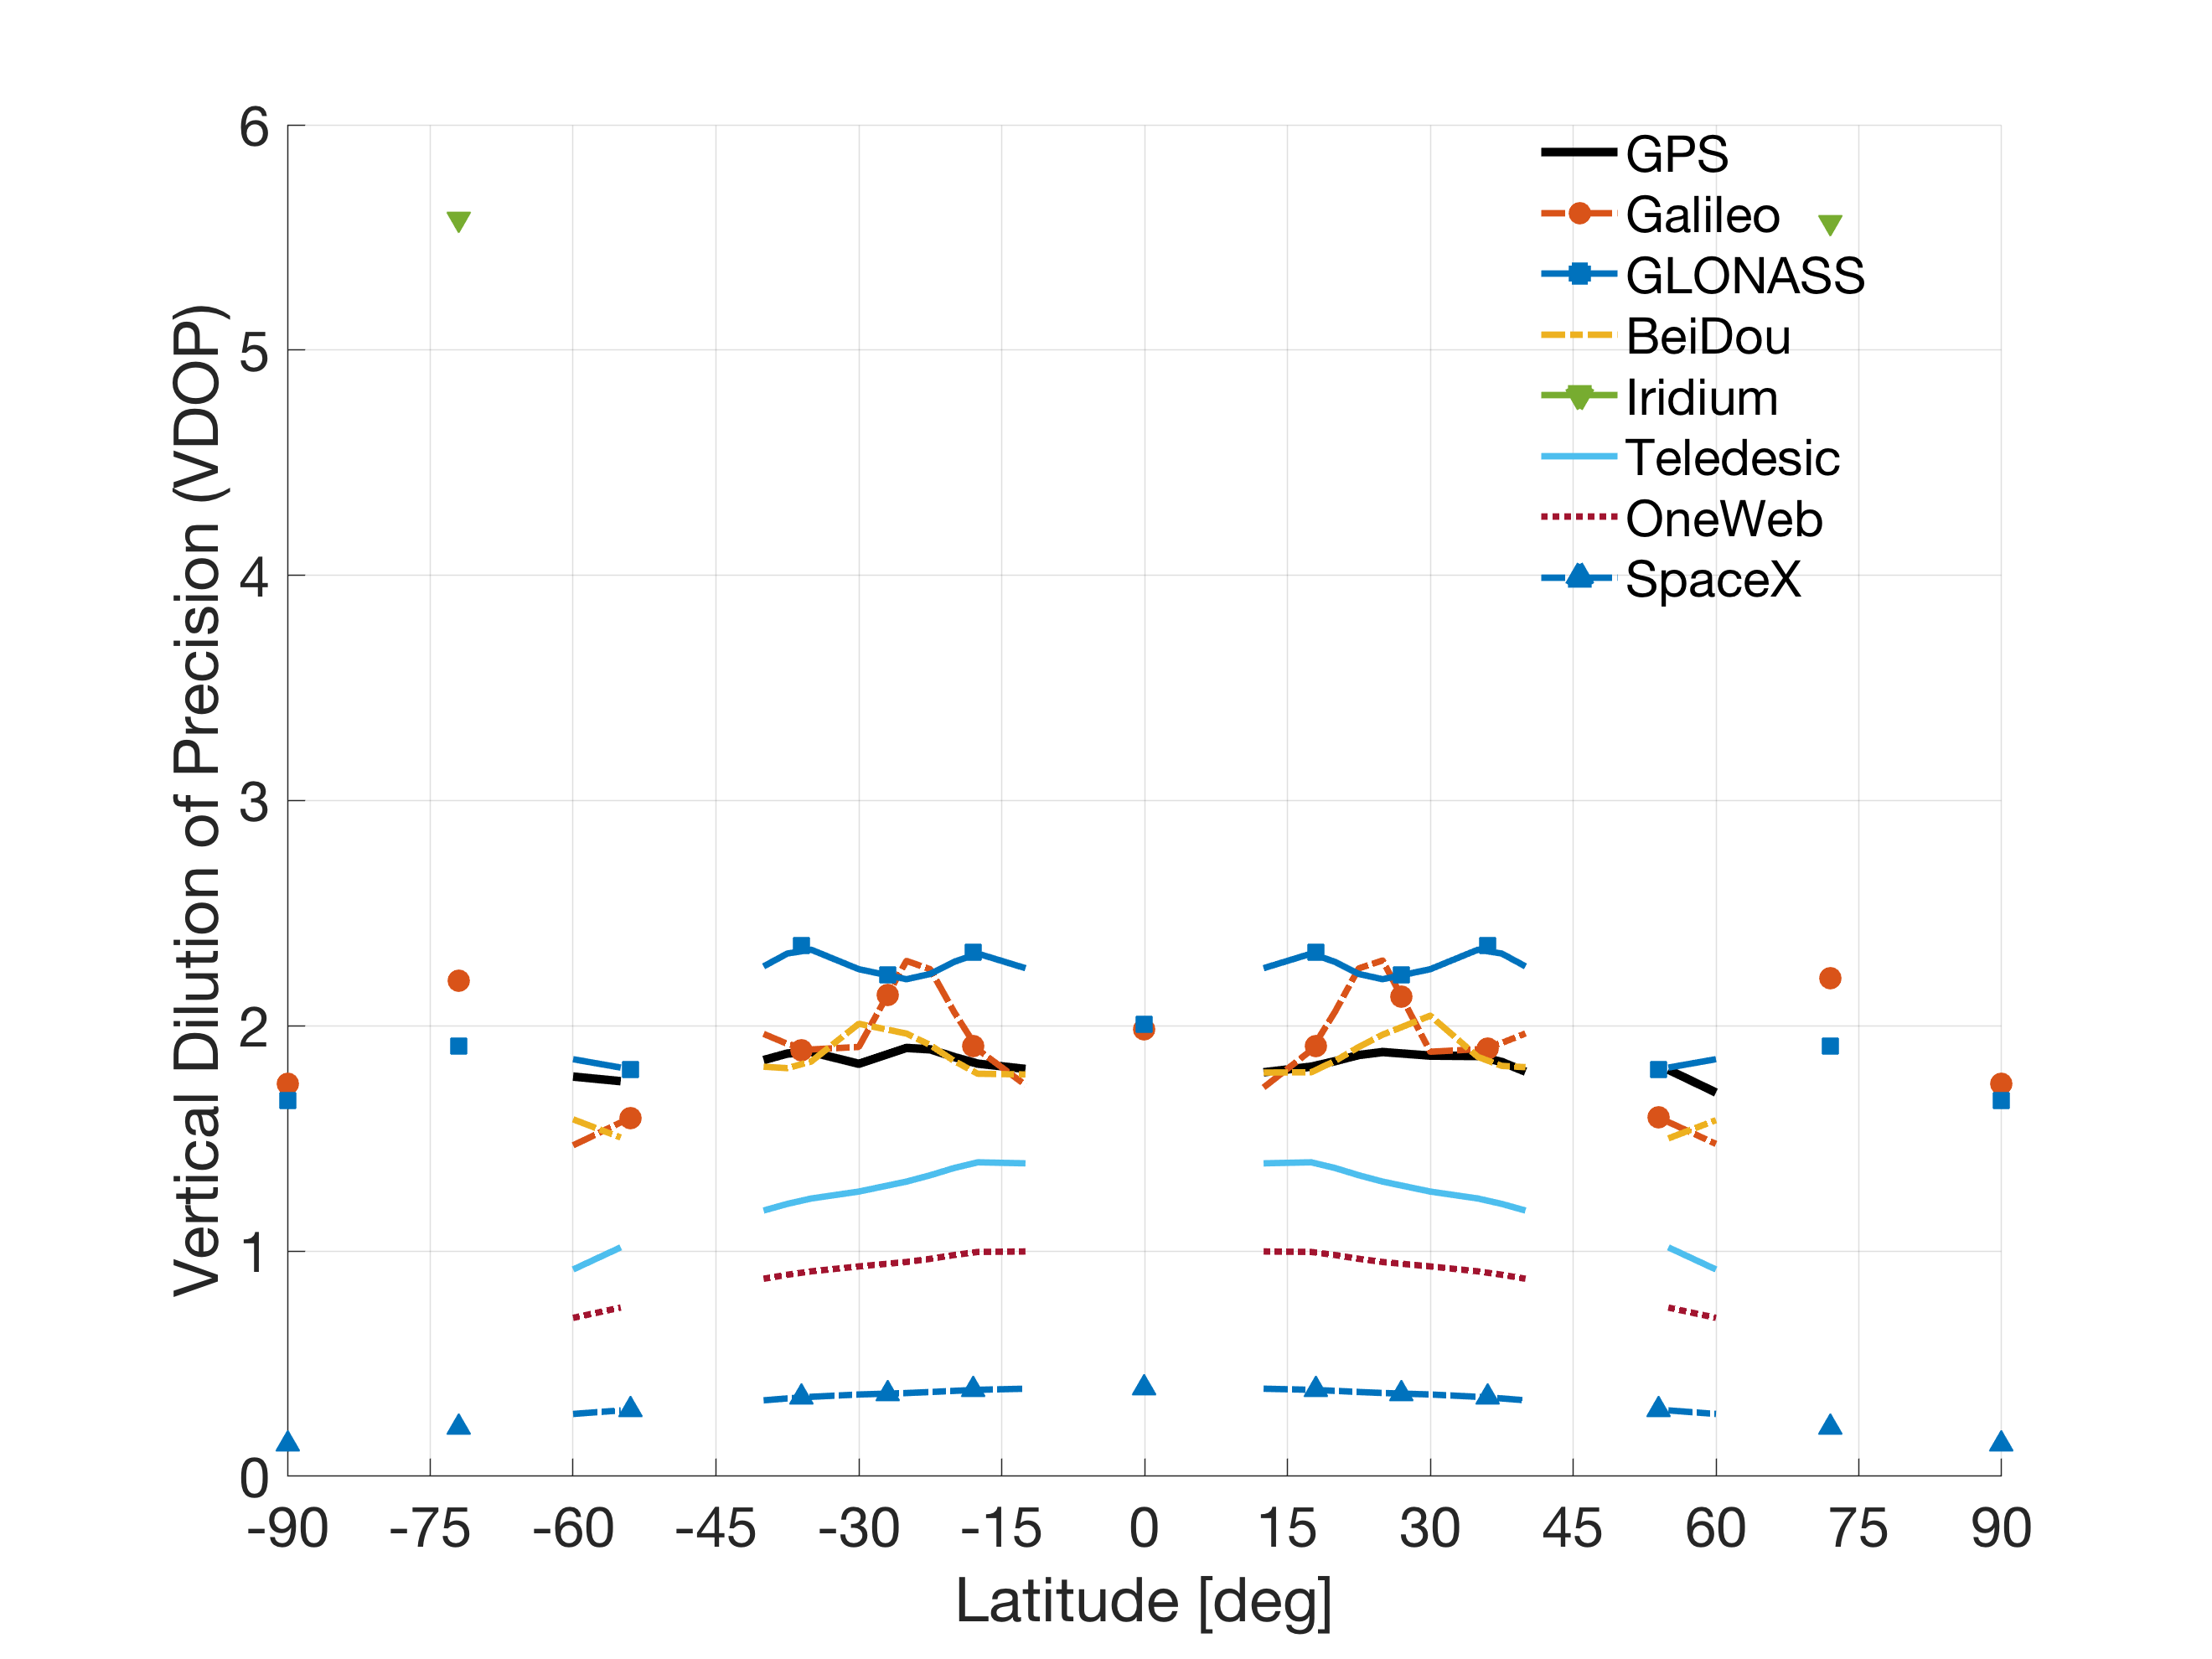 Vertical Dilution of Precision (VDOP)
6
5
4
3
2
1
0
GPS
Galileo
GLONASS
BeiDou
Iridium
Teledesic
OneWeb
SpaceX
-90 -75 -60 -45 -30 -15 0 15 30 45 60 75 90
Latitude [deg]